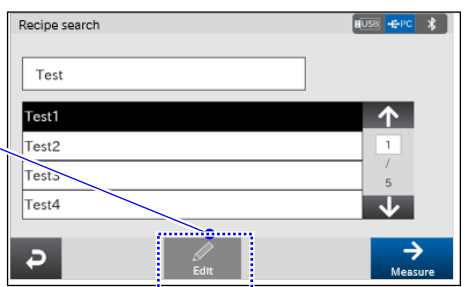 Recipe search
USB PC
Test
Test1
Test2
Test3
Test4
1
/
5
Edit
Measure